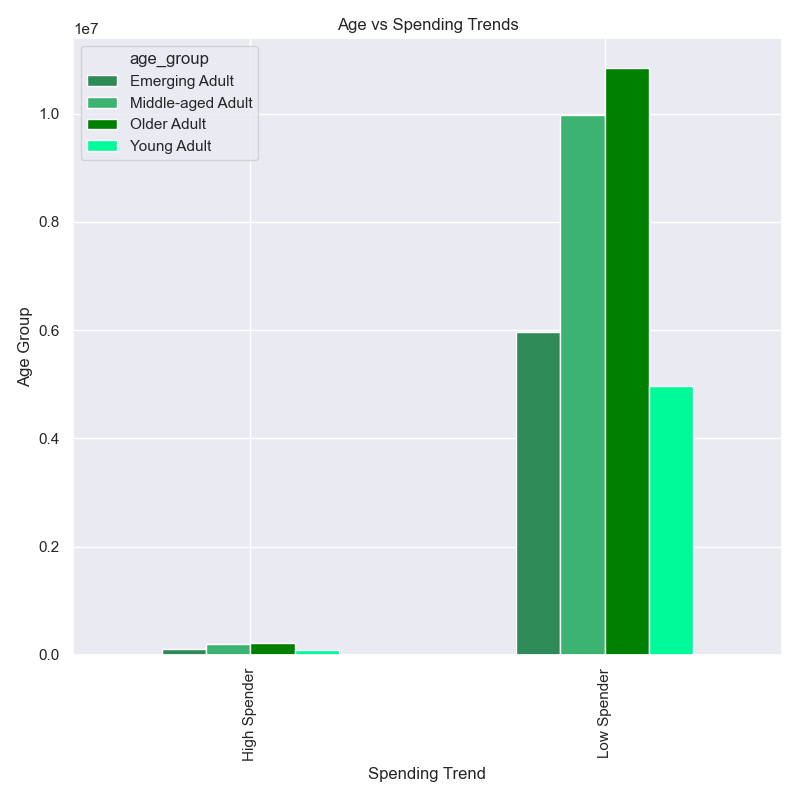 Age vs Spending Trends
1e7
age_group
Emerging Adult
Middle-aged Adult
Older Adult
Young Adult
1.0
0.8
0.6
0.4
0.2
0.0
Age Group
High Spender
Low Spender
Spending Trend